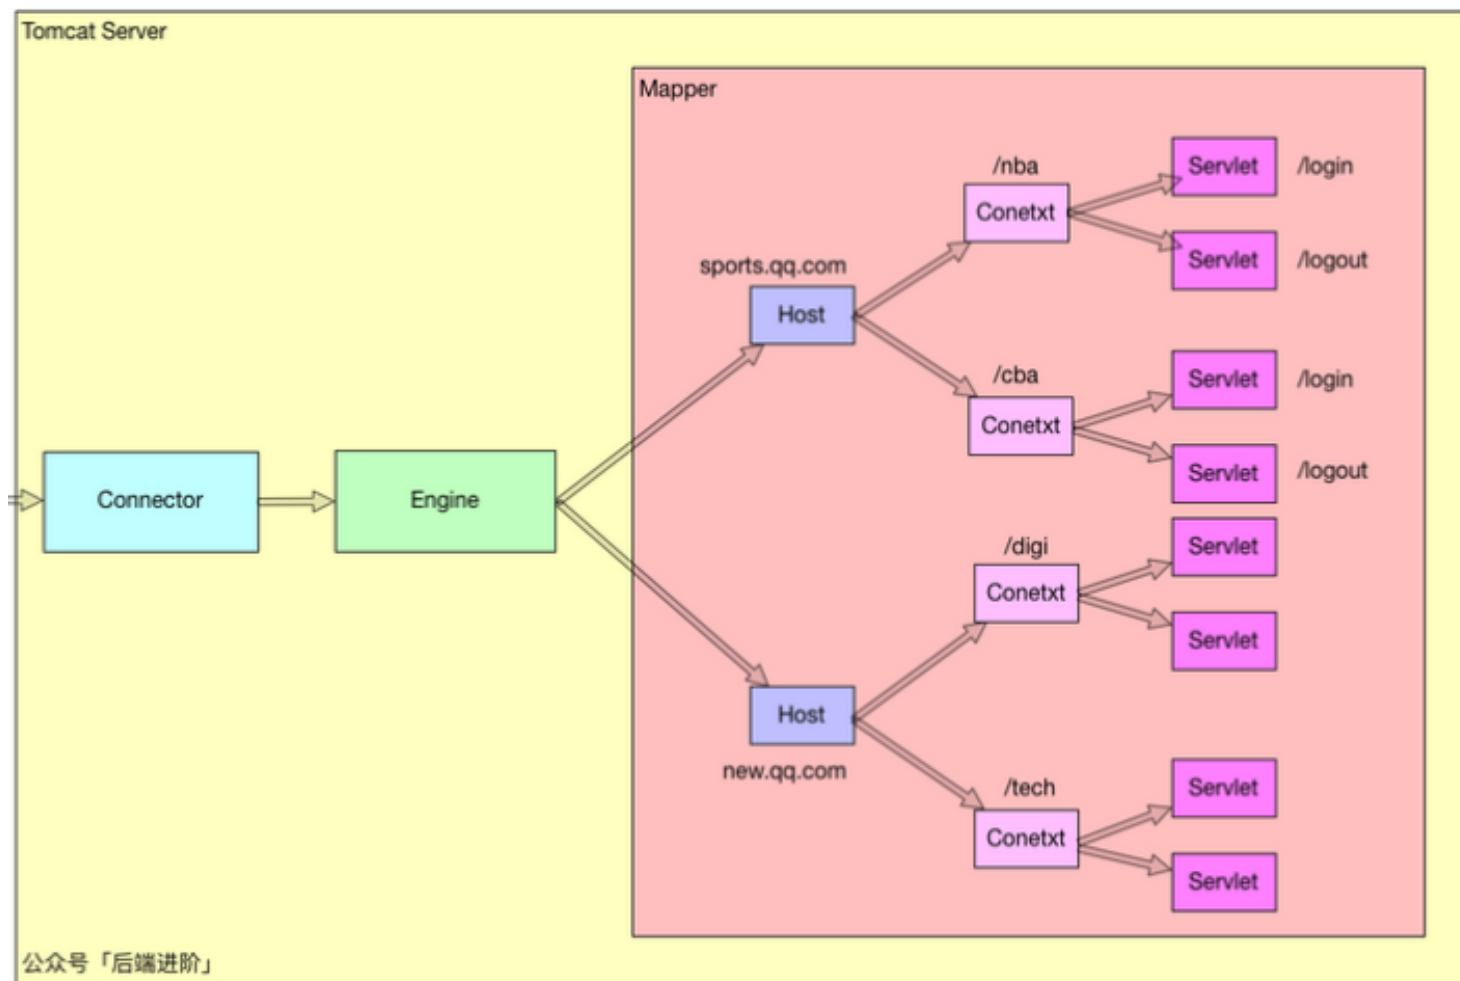 Tomcat Server
Mapper
/nba
Servlet
/login
Conetxt
Servlet
/logout
sports.qq.com
Host
/cba
Servlet
/login
Conetxt
Servlet
/logout
Connector
Engine
/digi
Servlet
Conetxt
Servlet
Host
new.qq.com
/tech
Servlet
Conetxt
Servlet
公众号「后端进阶」